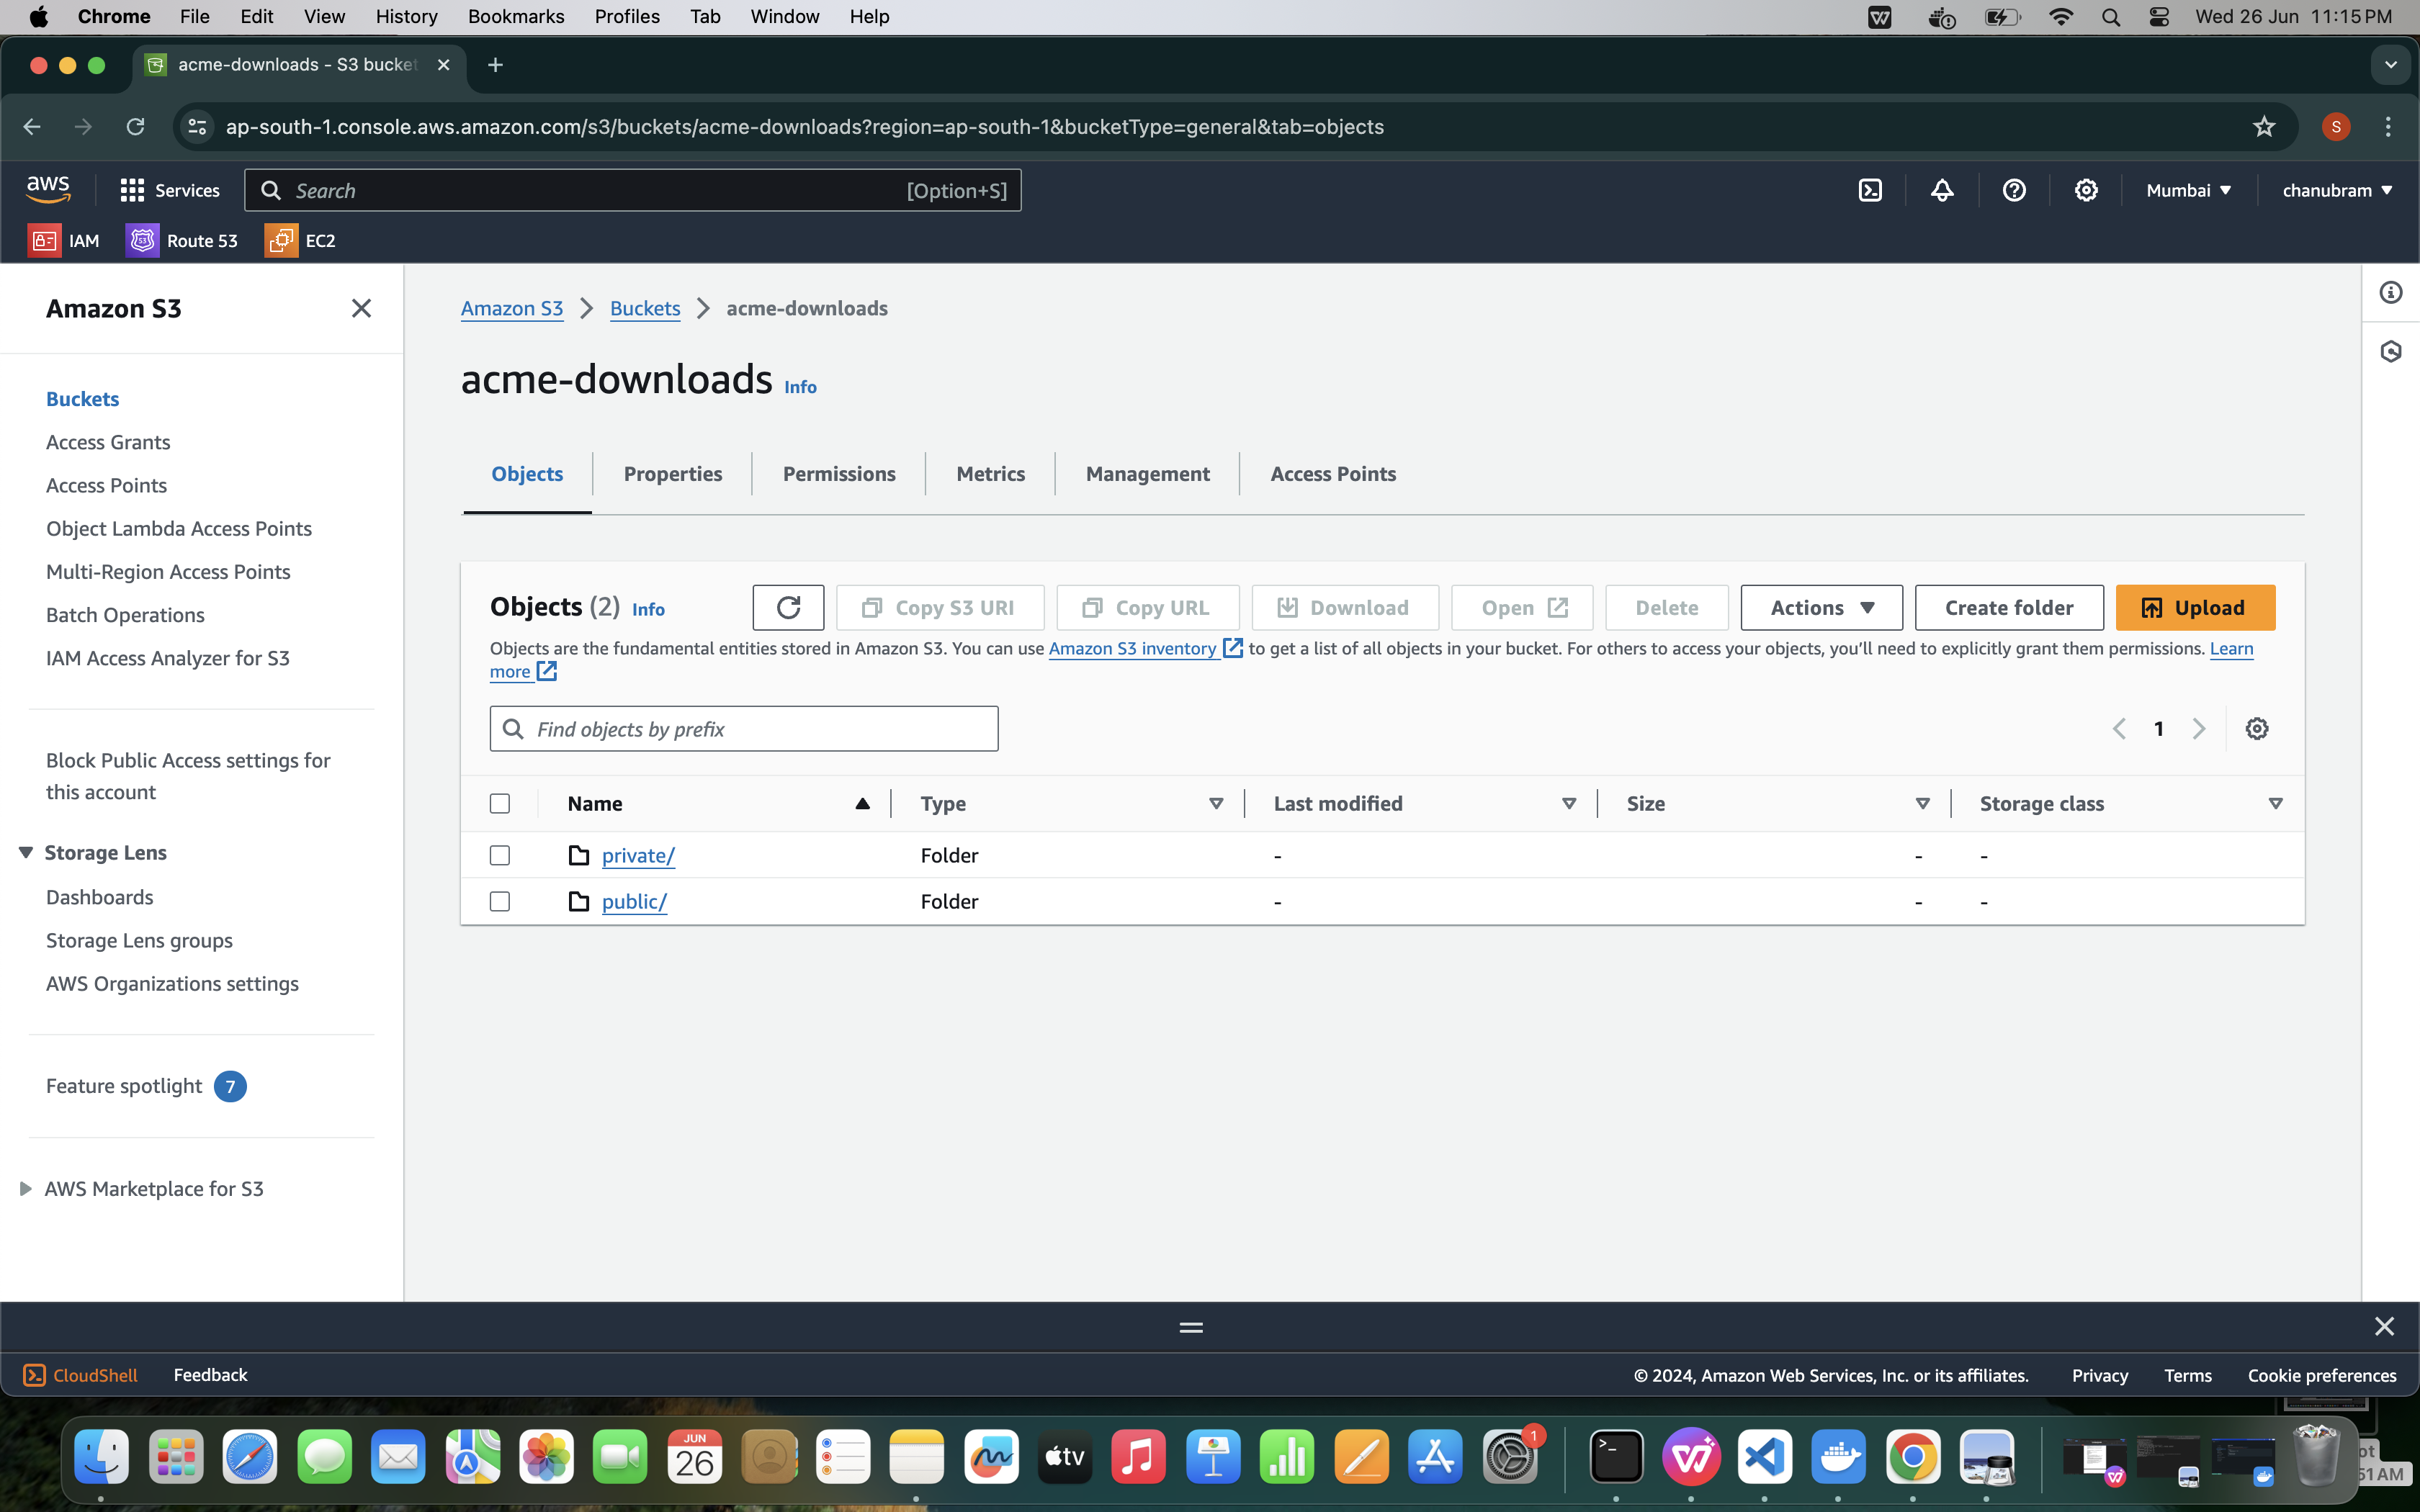 Chrome File Edit View History Bookmarks Profiles Tab Window Help Wed 26 Jun 11:15 PM
acme-downloads - S3 bucket
ap-south-1.console.aws.amazon.com/s3/buckets/acme-downloads?region=ap-south-1&bucketType=general&tab=objects S
aws Services Search [Option+S] Mumbai chanubram
IAM Route 53 EC2
Amazon S3
Buckets
Access Grants
Access Points
Object Lambda Access Points
Multi-Region Access Points
Batch Operations
IAM Access Analyzer for S3
Block Public Access settings for
this account
Storage Lens
Dashboards
Storage Lens groups
AWS Organizations settings
Feature spotlight 7
AWS Marketplace for S3
Amazon S3 Buckets acme-downloads
acme-downloads Info
Objects Properties Permissions Metrics Management Access Points
Objects (2) Info Copy S3 URI Copy URL Download Open Delete Actions Create folder Upload
Objects are the fundamental entities stored in Amazon S3. You can use Amazon S3 inventory to get a list of all objects in your bucket. For others to access your objects, you'll need to explicitly grant them permissions. Learn
more
Find objects by prefix 1
Name Type Last modified Size Storage class
private/ Folder - - -
public/ Folder - - -
CloudShell Feedback © 2024, Amazon Web Services, Inc. or its affiliates. Privacy Terms Cookie preferences
JUN
26
tv
1
51 AM